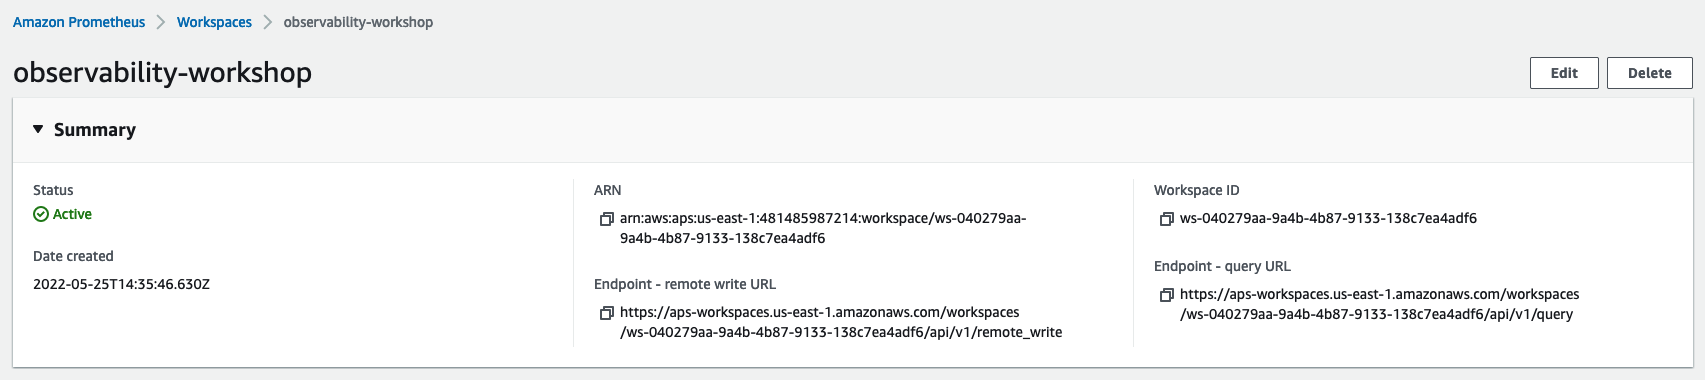 Amazon Prometheus > Workspaces > observability-workshop
observability-workshop
Edit
Delete
Summary
Status
Active
Date created
2022-05-25T14:35:46.630Z
ARN
arn:aws:aps:us-east-1:481485987214:workspace/ws-040279aa-
9a4b-4b87-9133-138c7ea4adf6
Endpoint - remote write URL
https://aps-workspaces.us-east-1.amazonaws.com/workspaces
/ws-040279aa-9a4b-4b87-9133-138c7ea4adf6/api/v1/remote_write
Workspace ID
ws-040279aa-9a4b-4b87-9133-138c7ea4adf6
Endpoint - query URL
https://aps-workspaces.us-east-1.amazonaws.com/workspaces
/ws-040279aa-9a4b-4b87-9133-138c7ea4adf6/api/v1/query